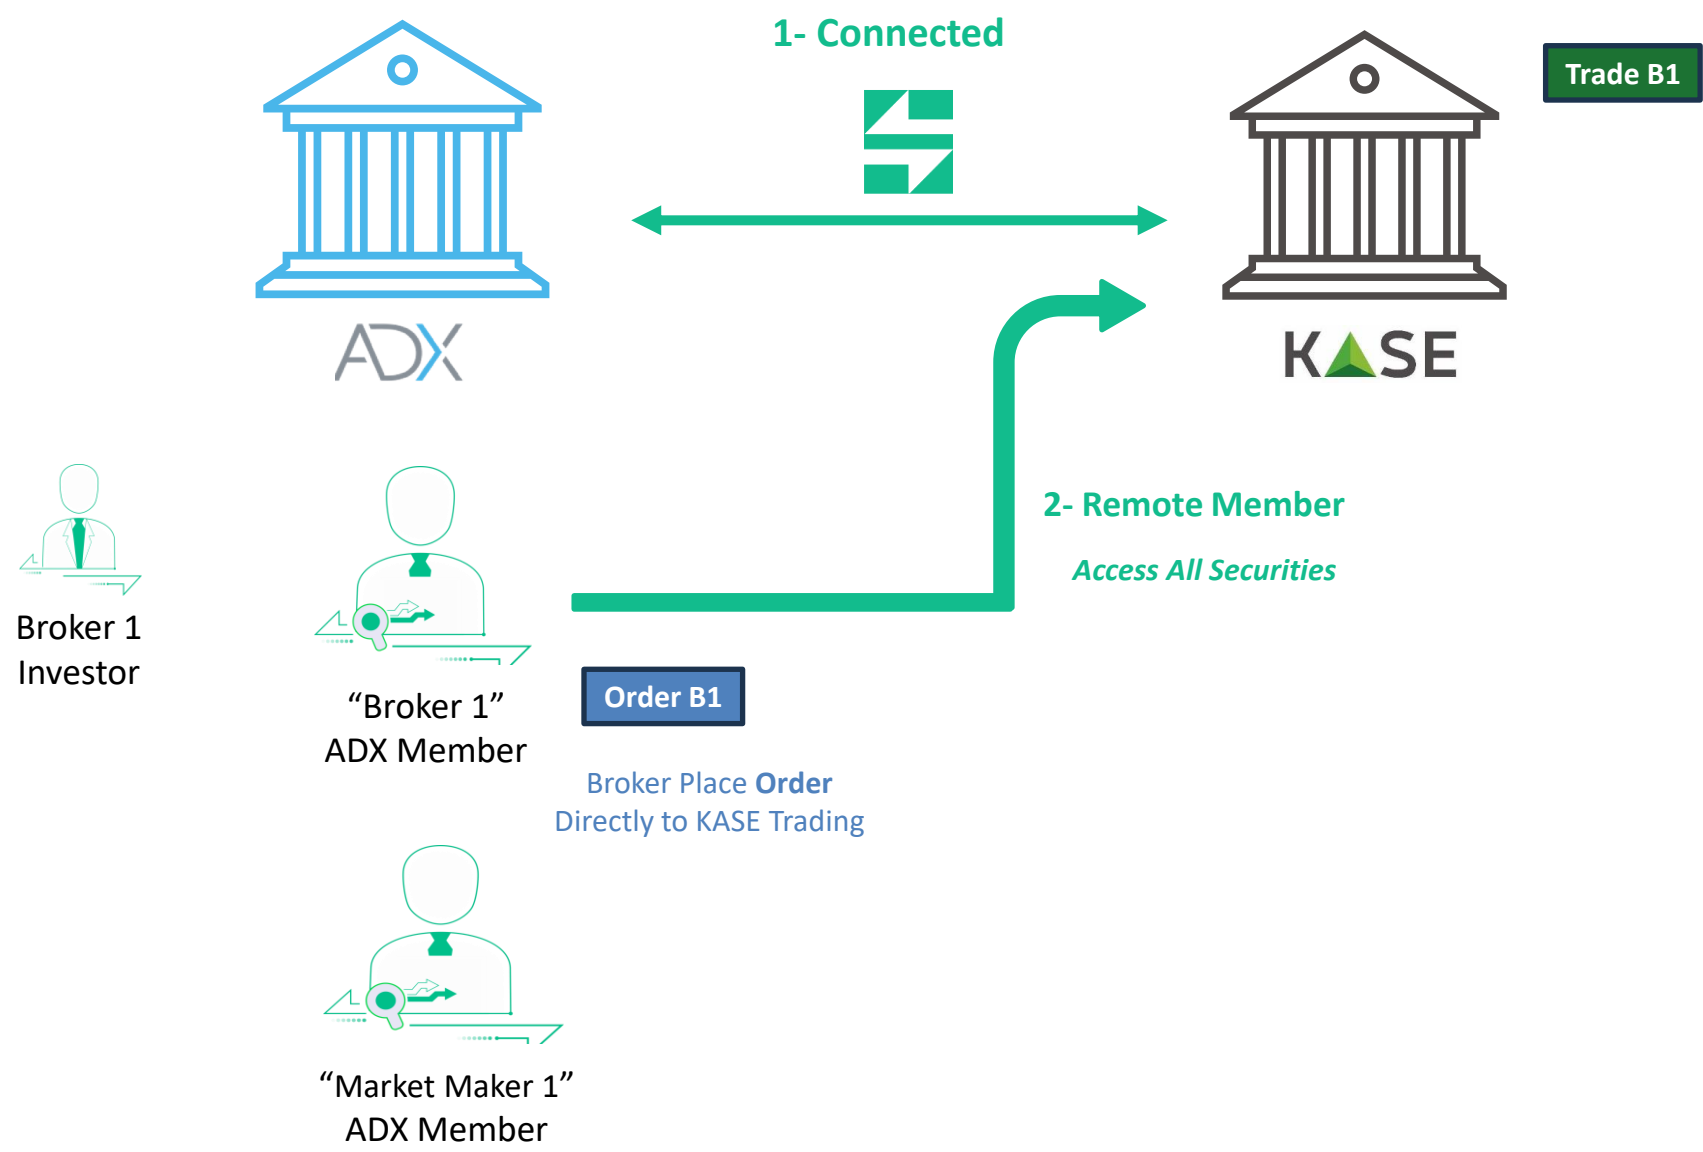 1- Connected
Trade B1
ADX
KASE
2- Remote Member
Access All Securities
Broker 1
Investor
“Broker 1”
ADX Member
Order B1
Broker Place Order
Directly to KASE Trading
“Market Maker 1”
ADX Member